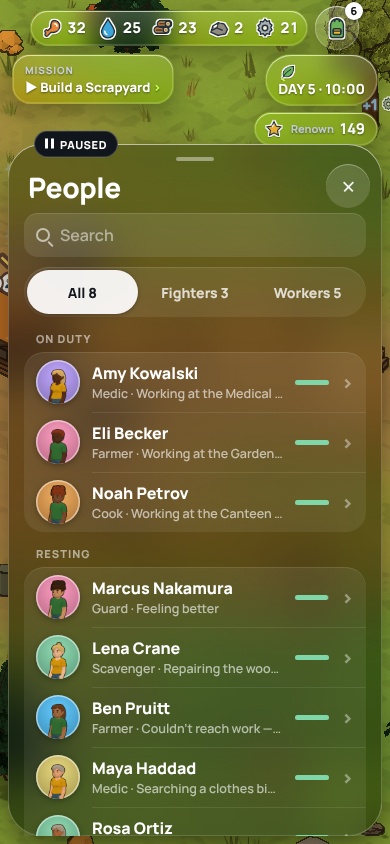 32 25 23 2 21 6
MISSION
▶ Build a Scrapyard ›
DAY 5 · 10:00
+1
Renown 149
PAUSED
People
Search
All 8 Fighters 3 Workers 5
ON DUTY
Amy Kowalski
Medic · Working at the Medical …
Eli Becker
Farmer · Working at the Garden…
Noah Petrov
Cook · Working at the Canteen …
RESTING
Marcus Nakamura
Guard · Feeling better
Lena Crane
Scavenger · Repairing the woo…
Ben Pruitt
Farmer · Couldn't reach work —…
Maya Haddad
Medic · Searching a clothes bi…
Rosa Ortiz